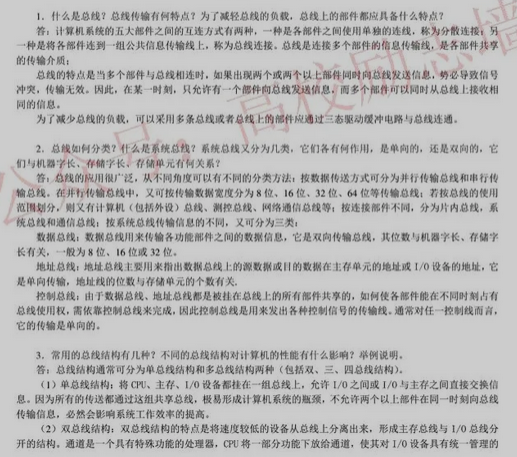 1. 什么是总线？总线传输有何特点？为了减轻总线的负载，总线上的部件都应具备什么特点？
答：计算机系统的五大部件之间的互连方式有两种，一种是各部件之间使用单独的连线，称为分散连接；另
一种是将各部件连到一组公共信息传输线上，称为总线连接。总线是连接多个部件的信息传输线，是各部件共享
的传输介质；
总线的特点是当多个部件与总线相连时，如果出现两个或两个以上部件同时向总线发送信息，势必导致信号
冲突，传输无效。因此，在某一时刻，只允许有一个部件向总线发送信息，而多个部件可以同时从总线上接收相
同的信息。
为了减少总线的负载，可以采用多条总线或者总线上的部件应通过三态驱动缓冲电路与总线连通。
2. 总线如何分类？什么是系统总线？系统总线又分为几类，它们各有何作用，是单向的，还是双向的，它
们与机器字长、存储字长、存储单元有何关系？
答：总线的应用很广泛，从不同角度可以有不同的分类方法：按数据传送方式可分为并行传输总线和串行传
输总线。在并行传输总线中，又可按传输数据宽度分为 8 位、16 位、32 位、64 位等传输总线；若按总线的使用
范围划分，则又有计算机（包括外设）总线、测控总线、网络通信总线等；按连接部件不同，分为片内总线，系
统总线和通信总线；按系统总线传输信息的不同，又可分为三类：
数据总线：数据总线用来传输各功能部件之间的数据信息，它是双向传输总线，其位数与机器字长、存储字
长有关，一般为 8 位、16 位或 32 位。
地址总线：地址总线主要用来指出数据总线上的源数据或目的数据在主存单元的地址或 I/O 设备的地址，它
是单向传输，地址线的位数与存储单元的个数有关.
控制总线：由于数据总线、地址总线都是被挂在总线上的所有部件共享的，如何使各部件能在不同时刻占有
总线使用权，需依靠控制总线来完成，因此控制总线是用来发出各种控制信号的传输线。通常对任一控制线而言，
它的传输是单向的。
3. 常用的总线结构有几种？不同的总线结构对计算机的性能有什么影响？举例说明。
答：总线结构通常可分为单总线结构和多总线结构两种（包括双、三、四总线结构）。
（1）单总线结构：将 CPU、主存、I/O 设备都挂在一组总线上，允许 I/O 之间或 I/O 与主存之间直接交换信
息。因为所有的传送都通过这组共享总线，极易形成计算机系统的瓶颈，不允许两个以上部件在同一时刻向总线
传输信息，必然会影响系统工作效率的提高。
（2）双总线结构：双总线结构的特点是将速度较低的设备从总线上分离出来，形成主存总线与 I/O 总线分
开的结构。通道是一个具有特殊功能的处理器，CPU 将一部分功能下放给通道，使其对 I/O 设备具有统一管理的
公众号：高校励志墙